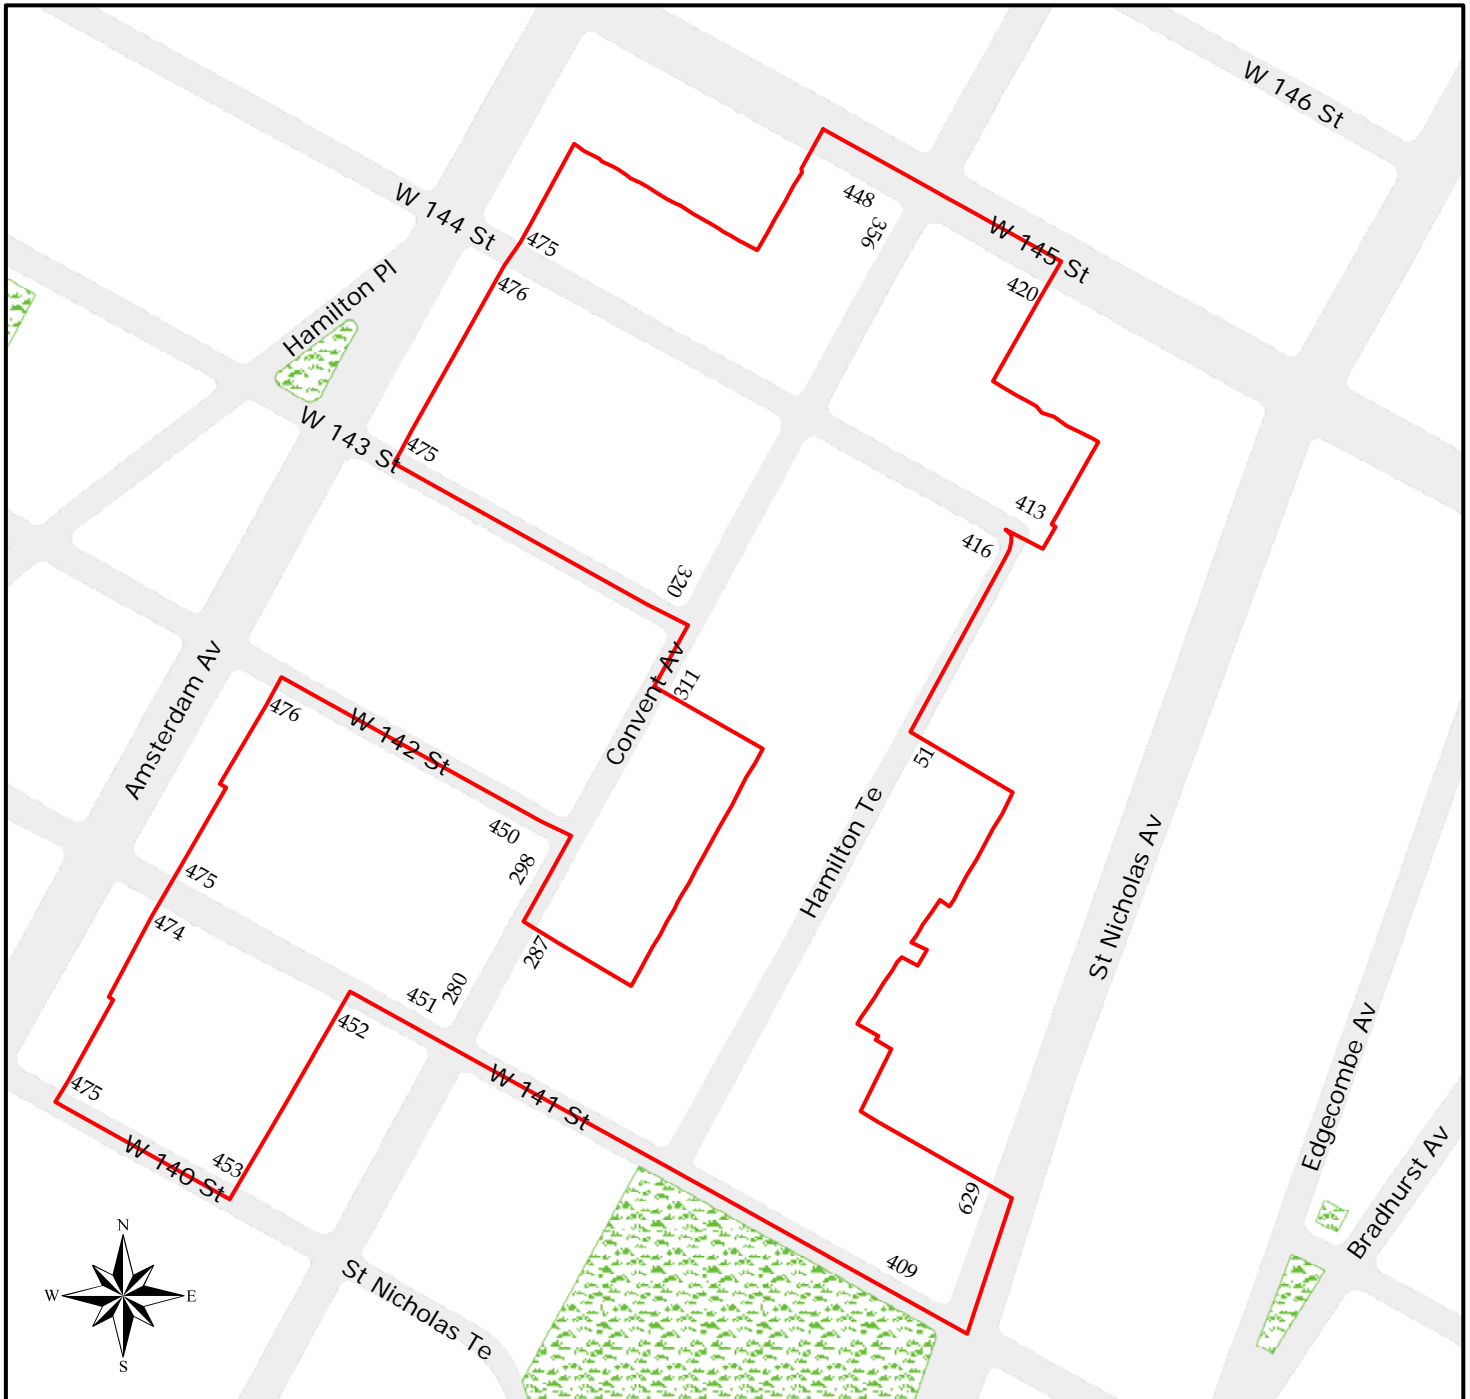 W 146 St
W 144 St
448
356
W 145 St
475
476
420
Hamilton Pl
W 143 St
475
413
416
320
Amsterdam Av
Convent Av
311
476
W 142 St
51
Hamilton Te
450
298
St Nicholas Av
475
474
287
280
451
452
Edgecombe Av
475
W 141 St
W 140 St
453
Bradhurst Av
629
409
St Nicholas Te
N
W
E
S